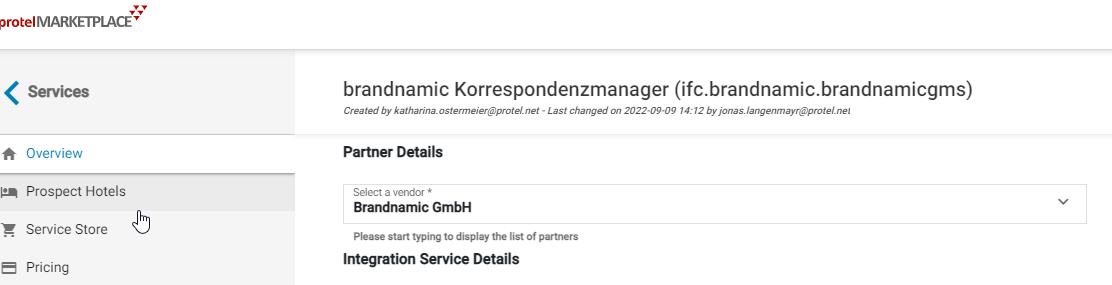 protelMARKETPLACE
Services
brandnamic Korrespondenzmanager (ifc.brandnamic.brandnamicgms)
Created by katharina.ostermeier@protel.net - Last changed on 2022-09-09 14:12 by jonas.langenmayr@protel.net
Overview
Prospect Hotels
Service Store
Pricing
Partner Details
Select a vendor *
Brandnamic GmbH
Please start typing to display the list of partners
Integration Service Details